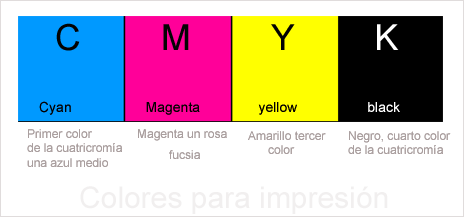 C M Y K
Cyan Magenta yellow black
Primer color
de la cuatricromía
una azul medio
Magenta un rosa
fucsia
Amarillo tercer
color
Negro, cuarto color
de la cuatricromía
Colores para impresión